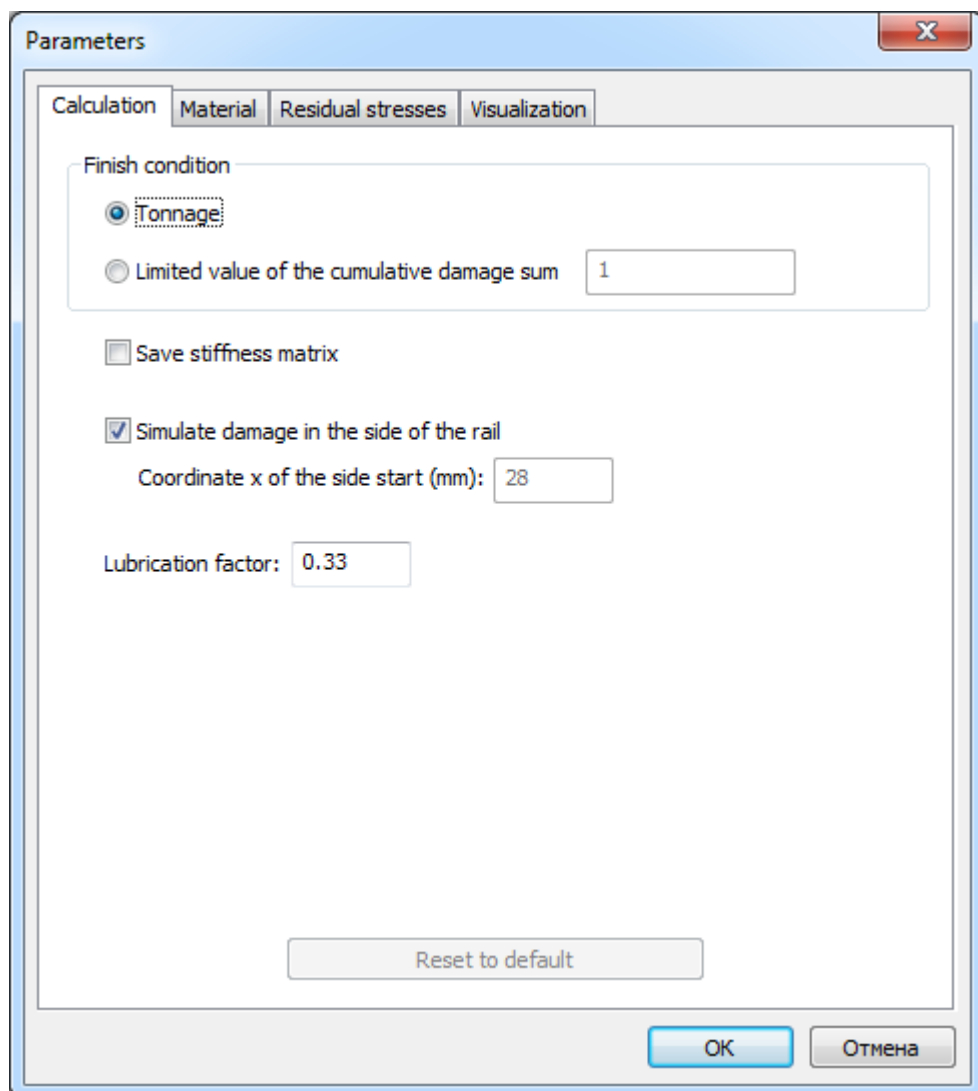 Parameters
Calculation Material Residual stresses Visualization
Finish condition
Tonnage
Limited value of the cumulative damage sum 1
Save stiffness matrix
Simulate damage in the side of the rail
Coordinate x of the side start (mm): 28
Lubrication factor: 0.33
Reset to default
OK Отмена